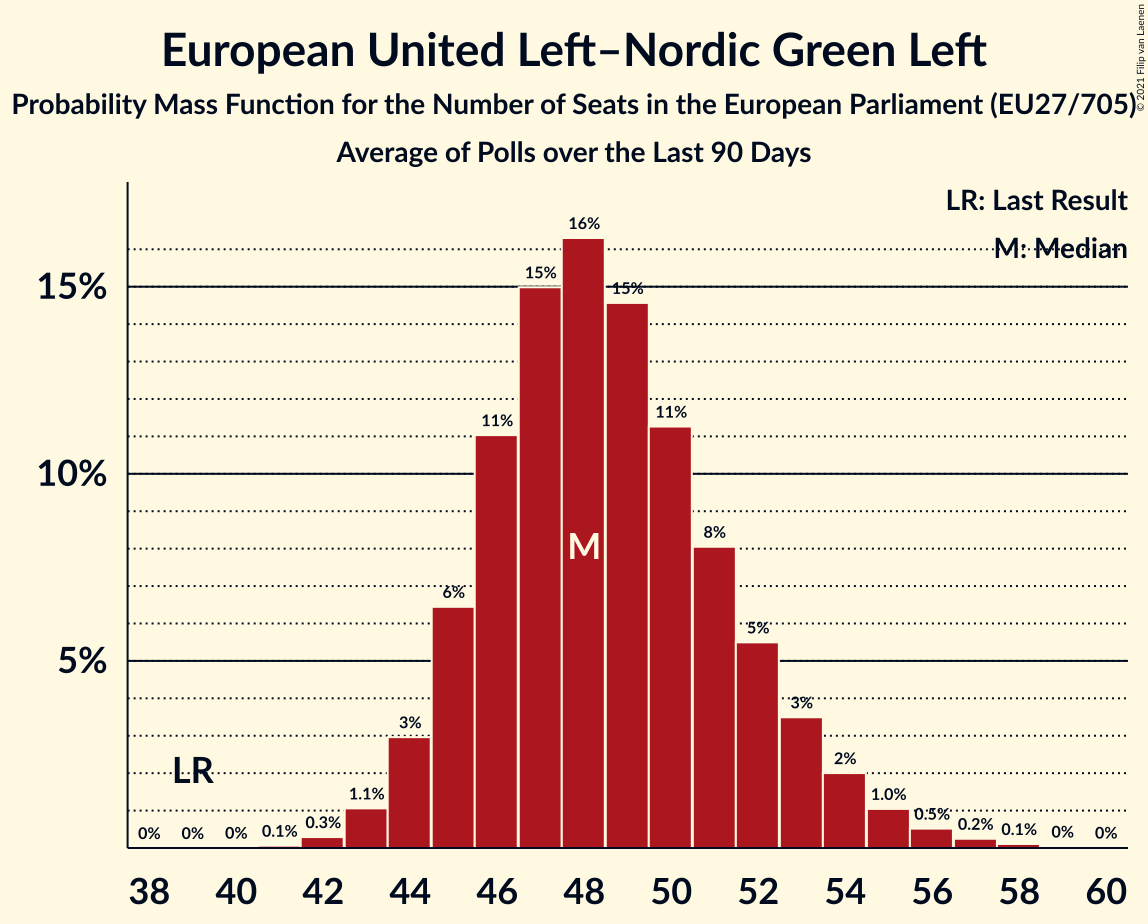 European United Left–Nordic Green Left
Probability Mass Function for the Number of Seats in the European Parliament (EU27/705)
Average of Polls over the Last 90 Days
© 2021 Filip van Laenen
LR: Last Result
M: Median
15%
10%
5%
0% 0% 0% 0.1% 0.3% 1.1% 3% 6% 11% 15% 16% 15% 11% 8% 5% 3% 2% 1.0% 0.5% 0.2% 0.1% 0% 0%
M
LR
38 40 42 44 46 48 50 52 54 56 58 60